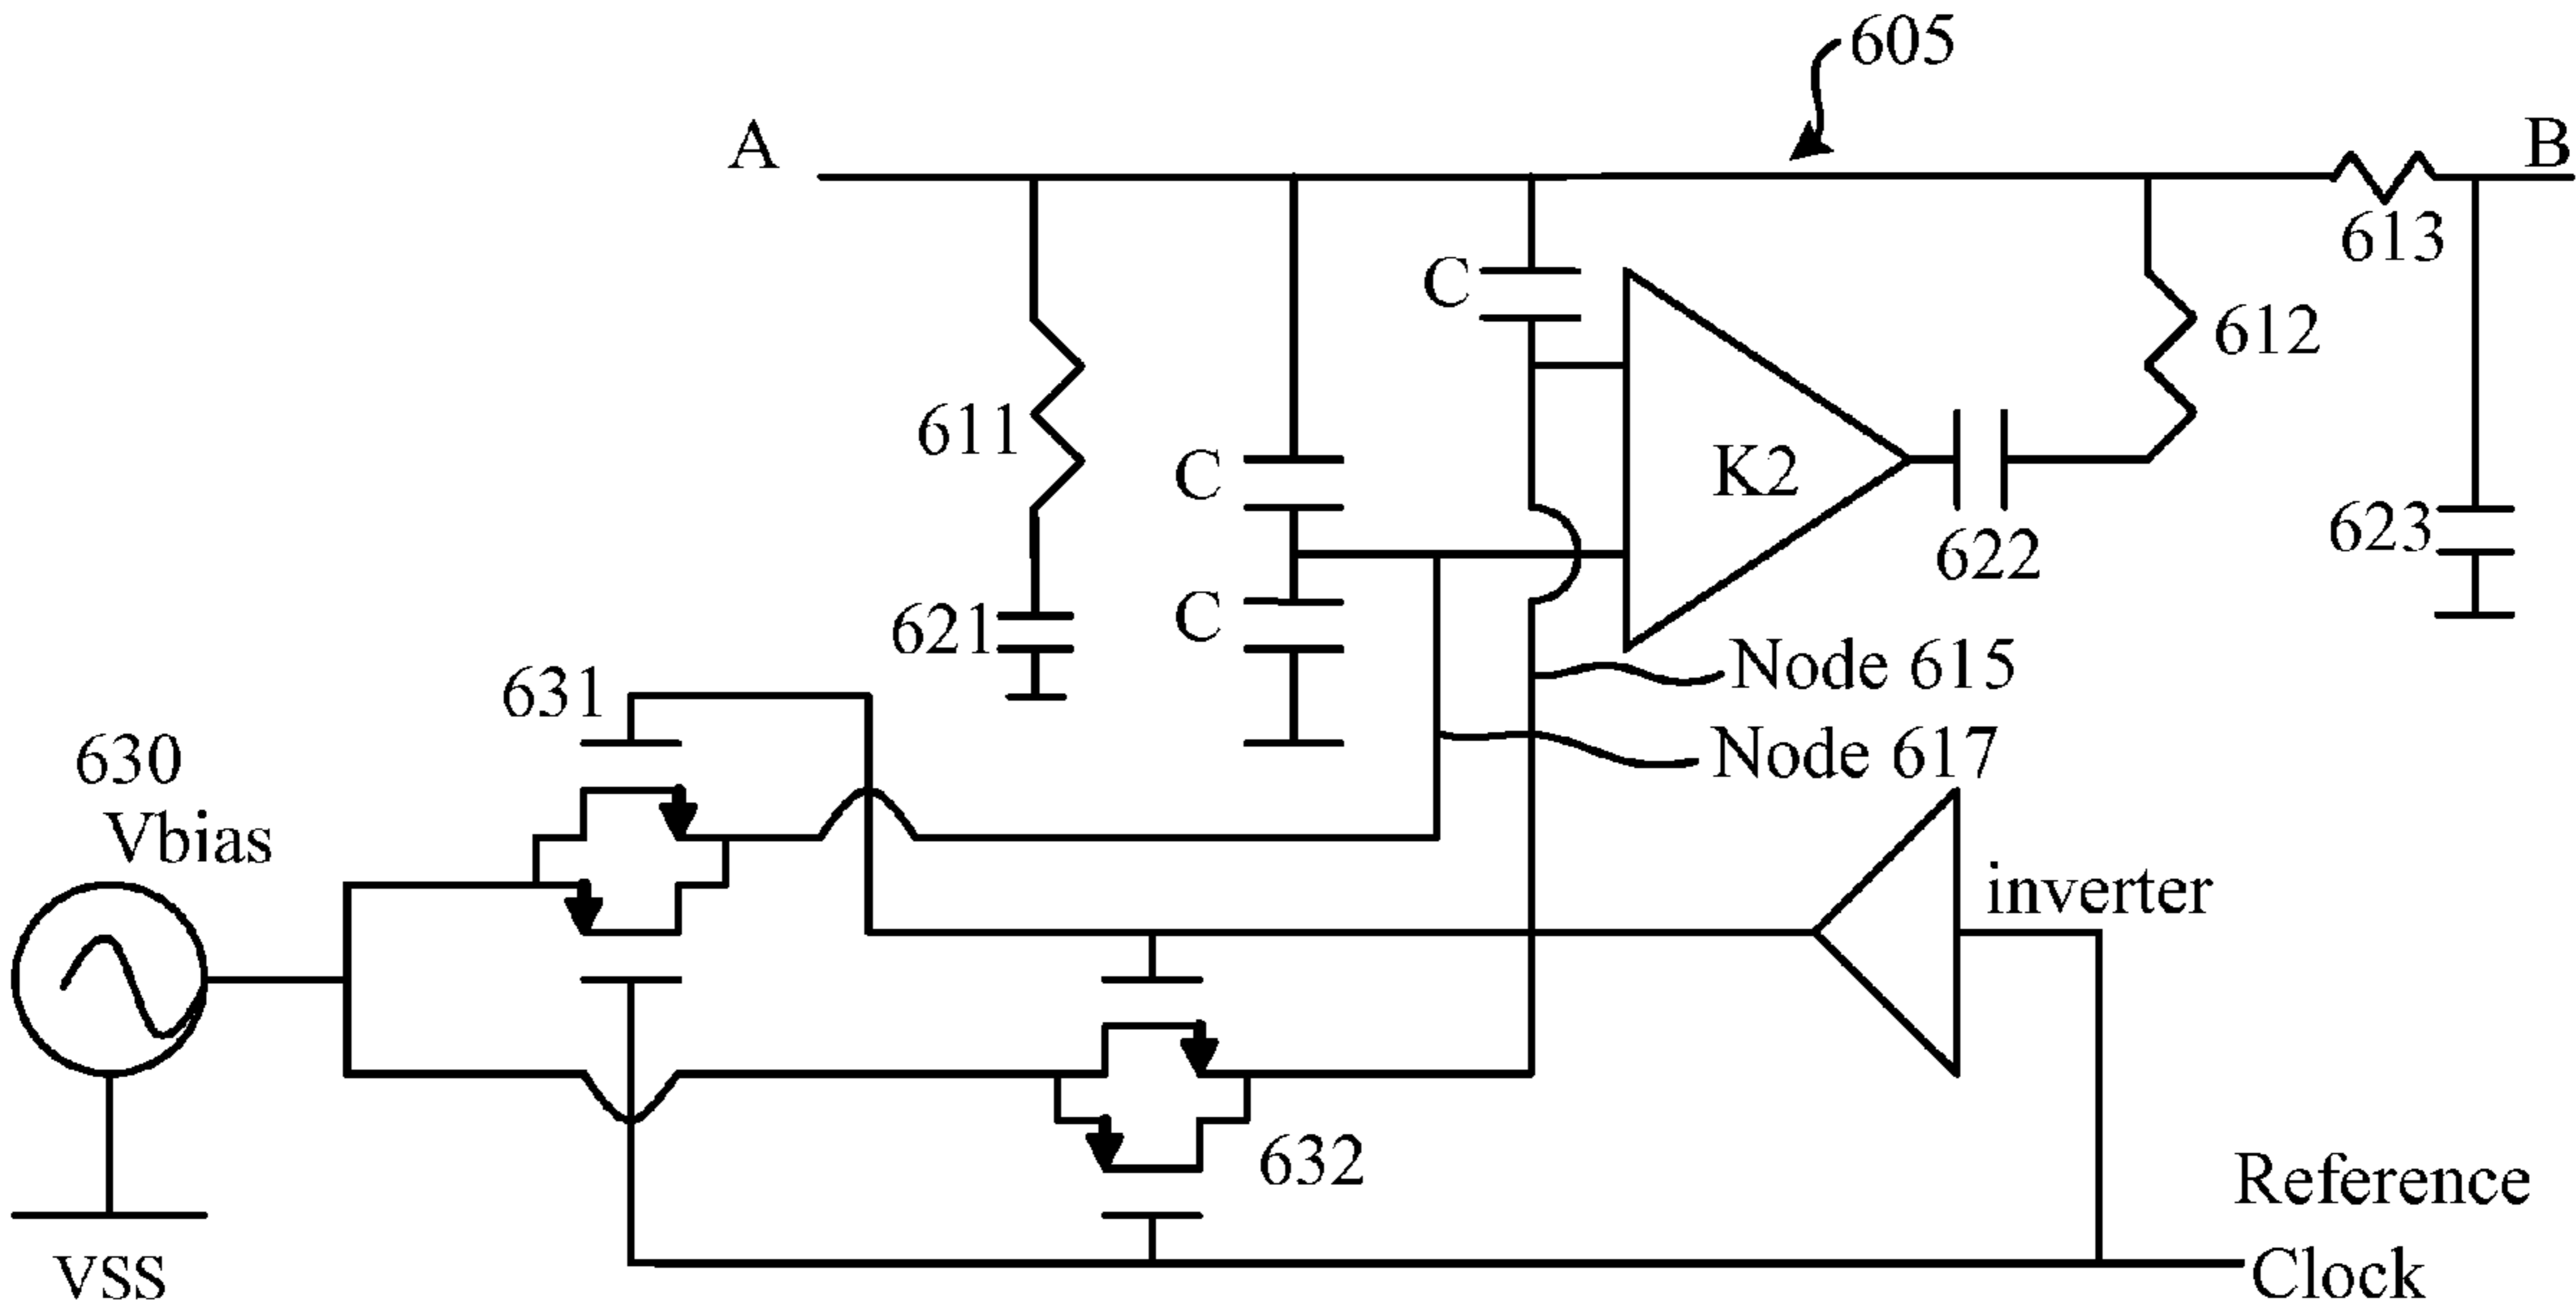 605
A
B
613
C
612
611
C
K2
623
622
C
621
Node 615
631
Node 617
630
Vbias
inverter
632
Reference
Clock
VSS